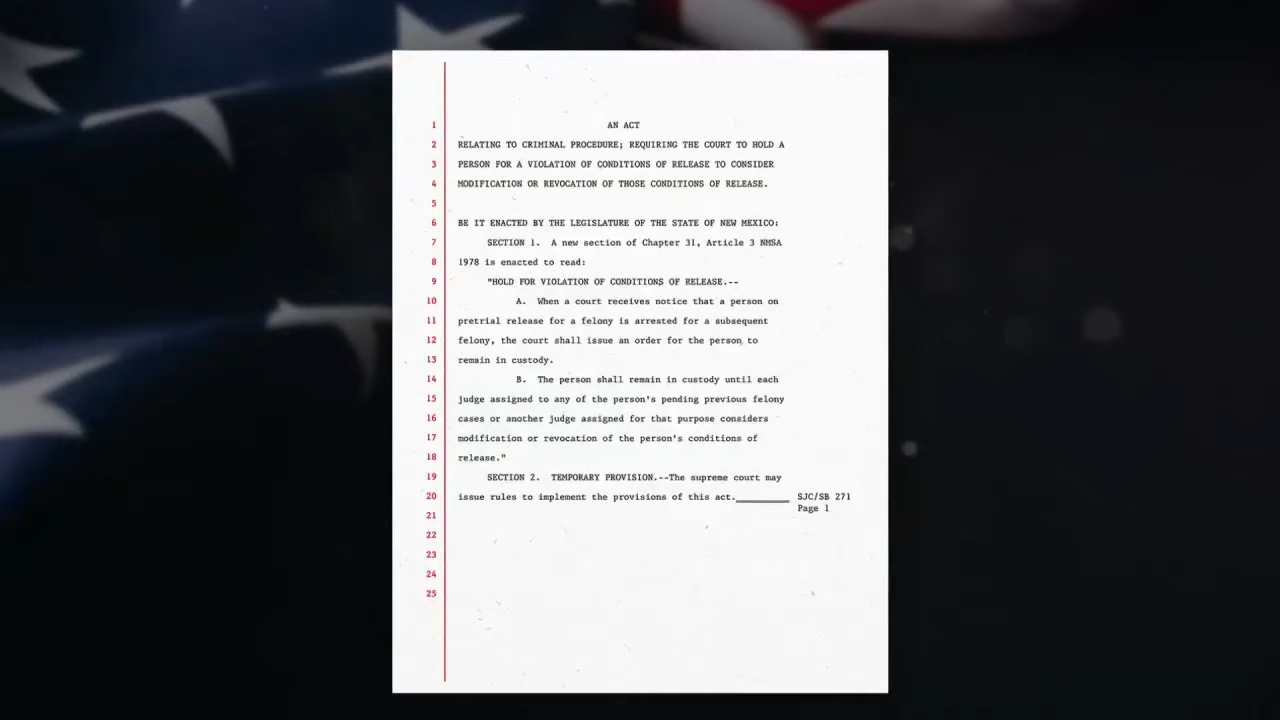 1 AN ACT
2 RELATING TO CRIMINAL PROCEDURE; REQUIRING THE COURT TO HOLD A
3 PERSON FOR A VIOLATION OF CONDITIONS OF RELEASE TO CONSIDER
4 MODIFICATION OR REVOCATION OF THOSE CONDITIONS OF RELEASE.
5
6 BE IT ENACTED BY THE LEGISLATURE OF THE STATE OF NEW MEXICO:
7 SECTION 1. A new section of Chapter 31, Article 3 NMSA
8 1978 is enacted to read:
9 "HOLD FOR VIOLATION OF CONDITIONS OF RELEASE.--
10 A. When a court receives notice that a person on
11 pretrial release for a felony is arrested for a subsequent
12 felony, the court shall issue an order for the person to
13 remain in custody.
14 B. The person shall remain in custody until each
15 judge assigned to any of the person's pending previous felony
16 cases or another judge assigned for that purpose considers
17 modification or revocation of the person's conditions of
18 release."
19 SECTION 2. TEMPORARY PROVISION.--The supreme court may
20 issue rules to implement the provisions of this act.________ SJC/SB 271
Page 1
21
22
23
24
25